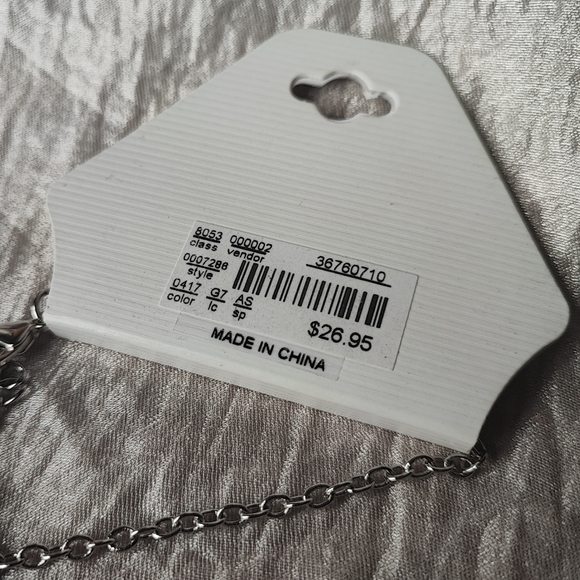 8053 000002 36760710
class vendor
0007286
style
0417 G7 AS
color lc sp
$26.95
MADE IN CHINA